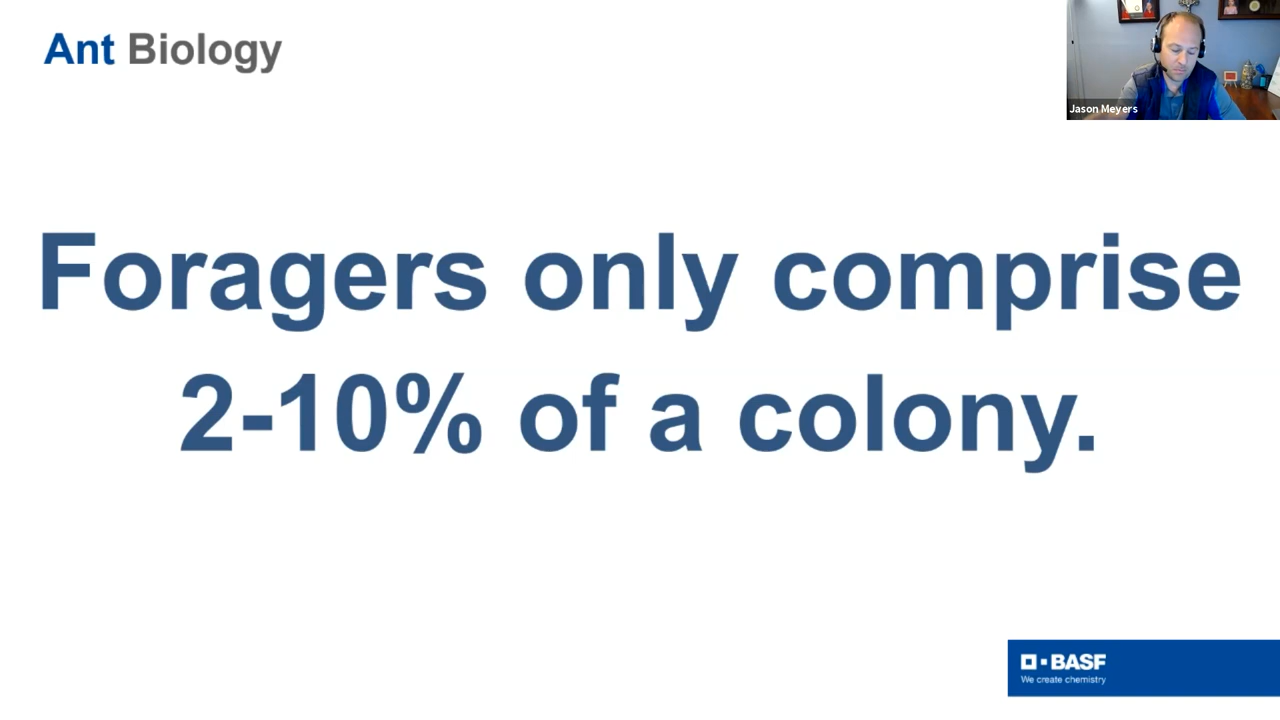 Ant Biology
Jason Meyers
Foragers only comprise
2-10% of a colony.
BASF
We create chemistry